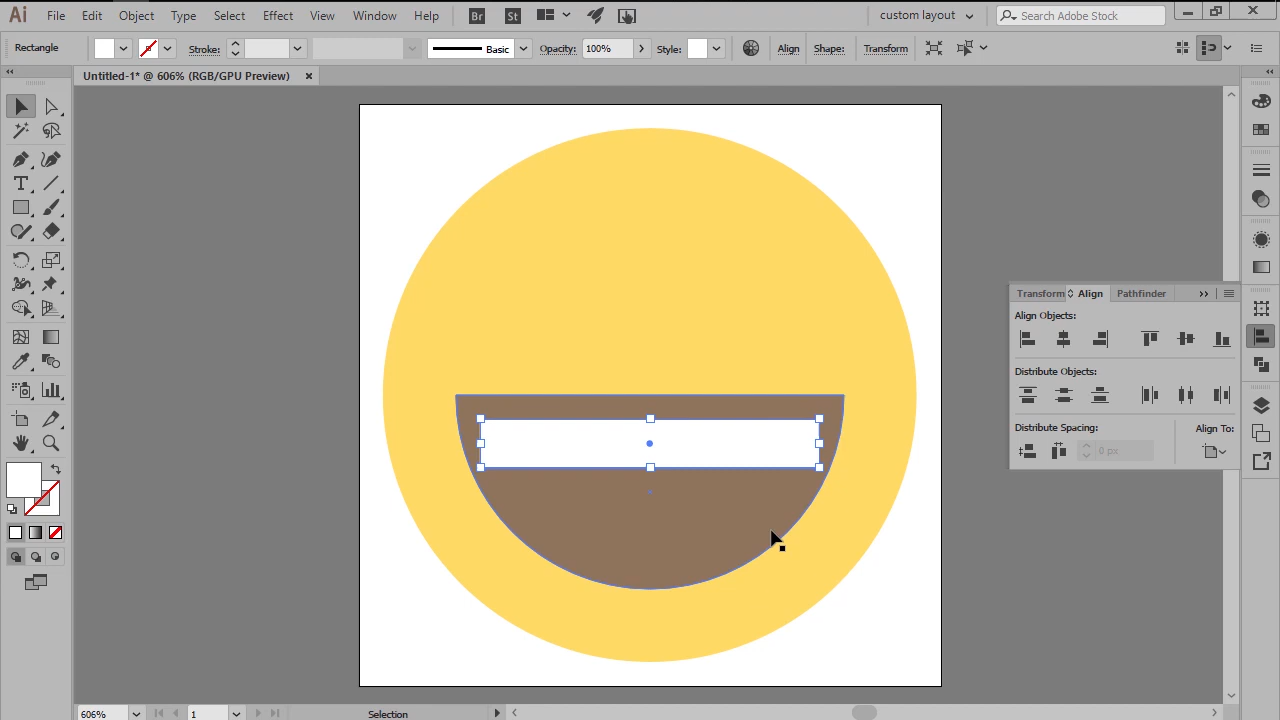 Ai File Edit Object Type Select Effect View Window Help Br St custom layout Search Adobe Stock
Rectangle Stroke: Basic Opacity: 100% Style: Align Shape: Transform
Untitled-1* @ 606% (RGB/GPU Preview)
Transform Align Pathfinder
Align Objects:
Distribute Objects:
Distribute Spacing: Align To:
0 px
606% 1 Selection